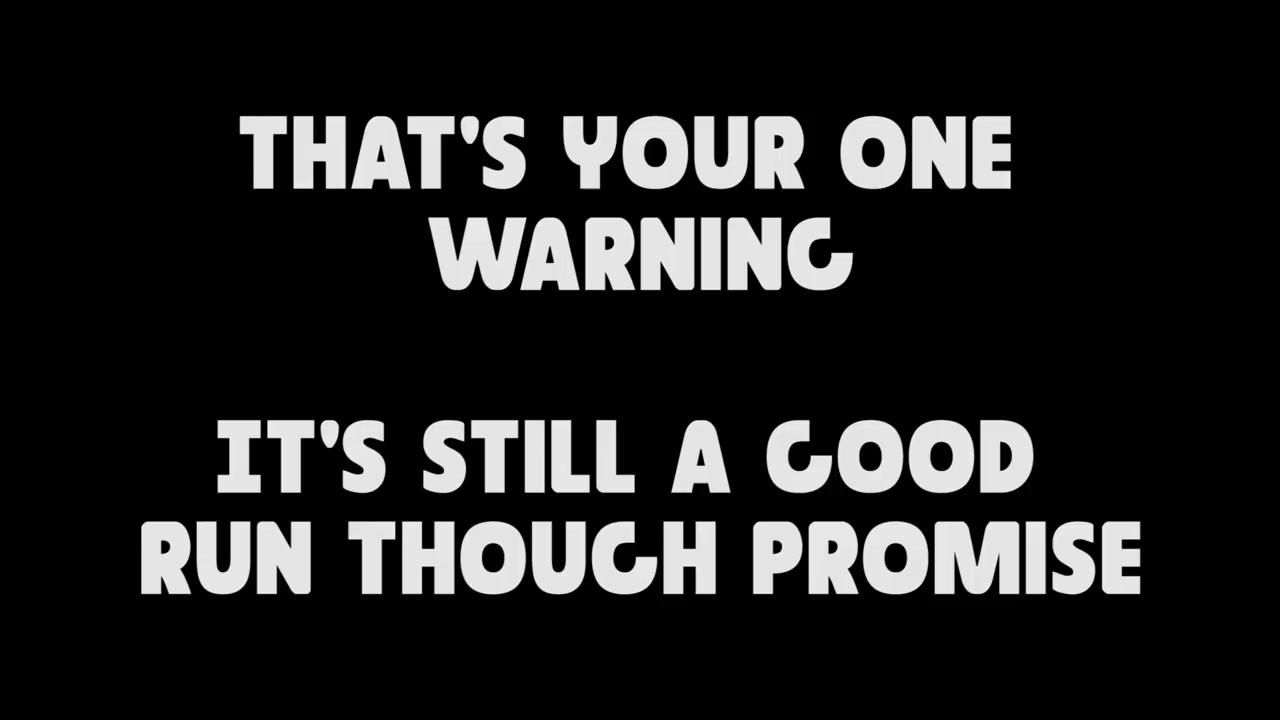 THAT'S YOUR ONE
WARNING
IT'S STILL A GOOD
RUN THOUGH PROMISE